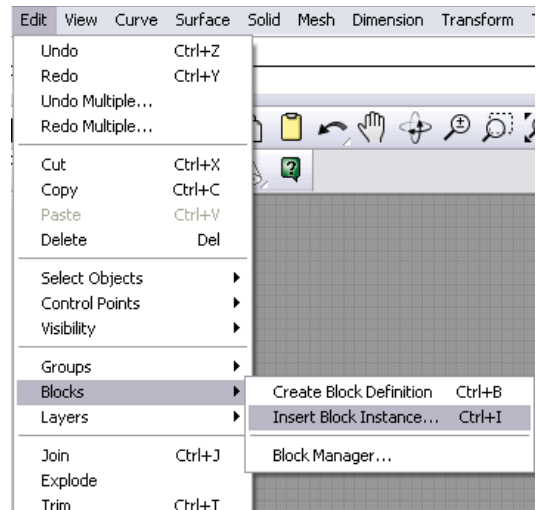 Edit View Curve Surface Solid Mesh Dimension Transform
Undo Ctrl+Z
Redo Ctrl+Y
Undo Multiple...
Redo Multiple...
Cut Ctrl+X
Copy Ctrl+C
Paste Ctrl+V
Delete Del
Select Objects
Control Points
Visibility
Groups
Blocks
Create Block Definition Ctrl+B
Layers
Insert Block Instance... Ctrl+I
Join Ctrl+J
Block Manager...
Explode
Trim Ctrl+T